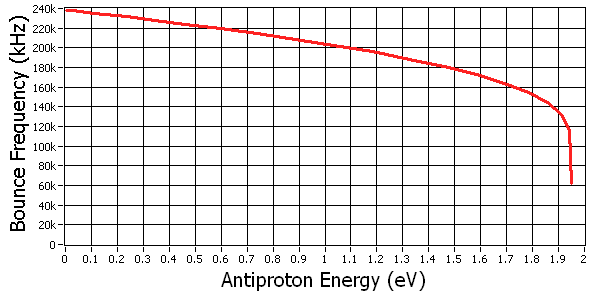 Bounce Frequency (kHz)
240k
220k
200k
180k
160k
140k
120k
100k
80k
60k
40k
20k
0
0 0.1 0.2 0.3 0.4 0.5 0.6 0.7 0.8 0.9 1 1.1 1.2 1.3 1.4 1.5 1.6 1.7 1.8 1.9 2
Antiproton Energy (eV)